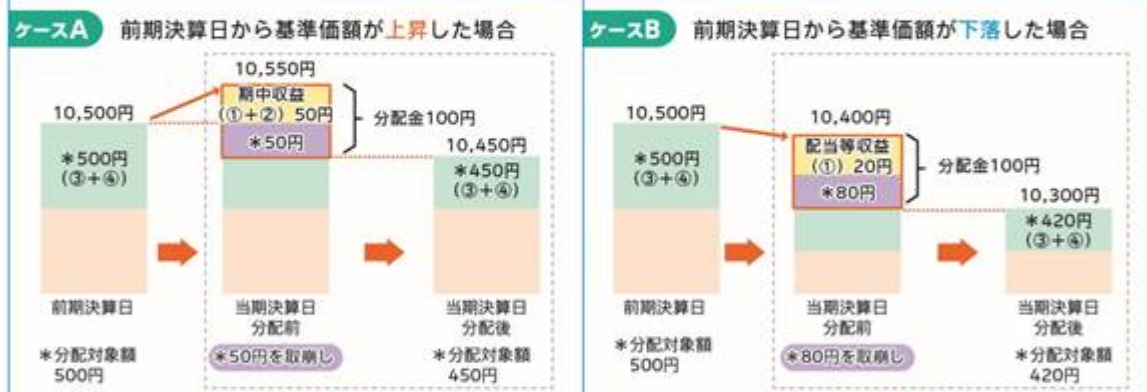 ケースA 前期決算日から基準価額が上昇した場合
10,550円
10,500円
期中収益
(①+②) 50円
分配金100円
*50円
10,450円
*500円
(③+④)
*450円
(③+④)
前期決算日
当期決算日
分配前
当期決算日
分配後
*分配対象額
500円
*50円を取崩し
*分配対象額
450円
ケースB 前期決算日から基準価額が下落した場合
10,500円
10,400円
配当等収益
(①) 20円
分配金100円
*80円
*500円
(③+④)
10,300円
*420円
(③+④)
前期決算日
当期決算日
分配前
当期決算日
分配後
*分配対象額
500円
*80円を取崩し
*分配対象額
420円